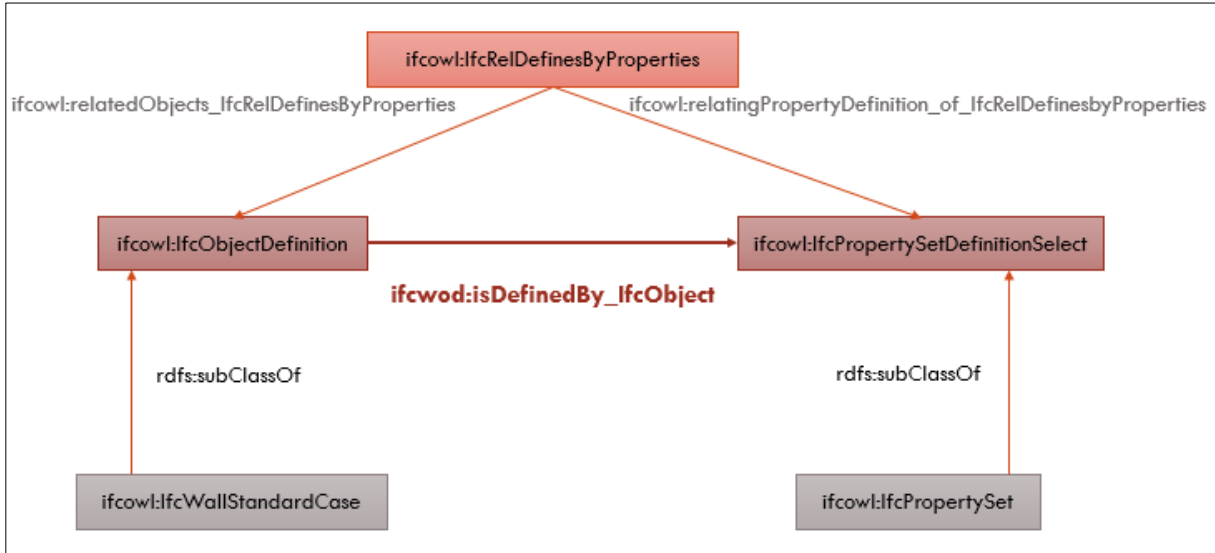 ifcowl:IfcRelDefinesByProperties
ifcowl:relatedObjects_IfcRelDefinesByProperties
ifcowl:relatingPropertyDefinition_of_IfcRelDefinesbyProperties
ifcowl:IfcObjectDefinition
ifcowl:IfcPropertySetDefinitionSelect
ifcwod:isDefinedBy_IfcObject
rdfs:subClassOf
rdfs:subClassOf
ifcowl:IfcWallStandardCase
ifcowl:IfcPropertySet